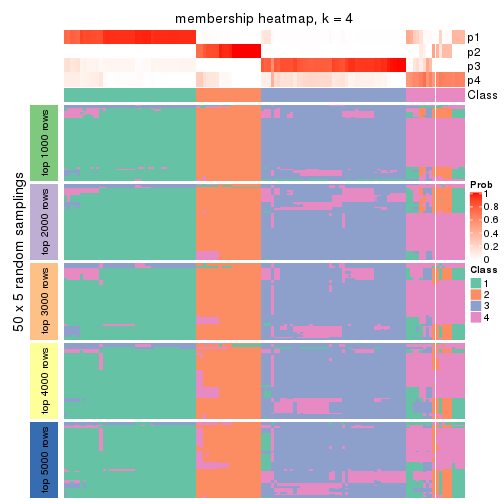 membership heatmap, k = 4
p1
p2
p3
p4
Class
50 x 5 random samplings
top 1000 rows
top 2000 rows
top 3000 rows
top 4000 rows
top 5000 rows
Prob
1
0.8
0.6
0.4
0.2
0
Class
1
2
3
4